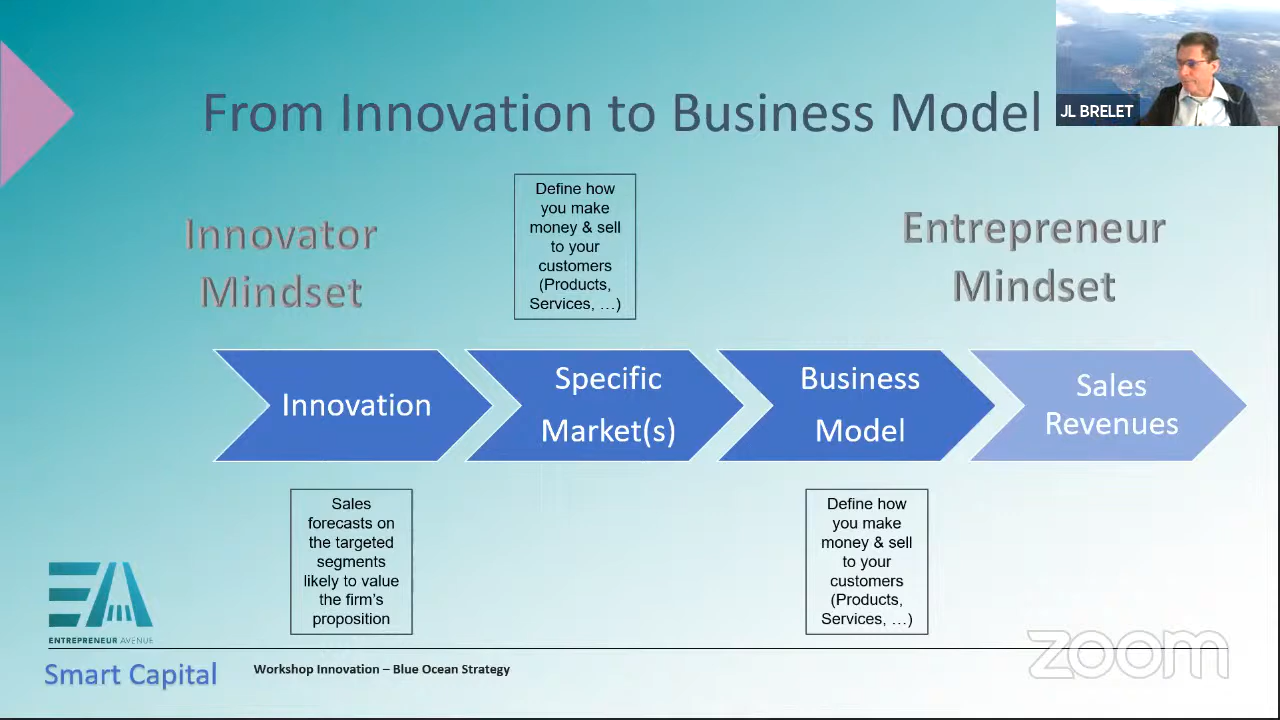 From Innovation to Business Model
JL BRELET
Innovator
Mindset
Define how
you make
money & sell
to your
customers
(Products,
Services, …)
Entrepreneur
Mindset
Innovation
Specific
Market(s)
Business
Model
Sales
Revenues
Sales
forecasts on
the targeted
segments
likely to value
the firm's
proposition
Define how
you make
money & sell
to your
customers
(Products,
Services, …)
EA
ENTREPRENEUR AVENUE
Smart Capital
Workshop Innovation – Blue Ocean Strategy
zoom